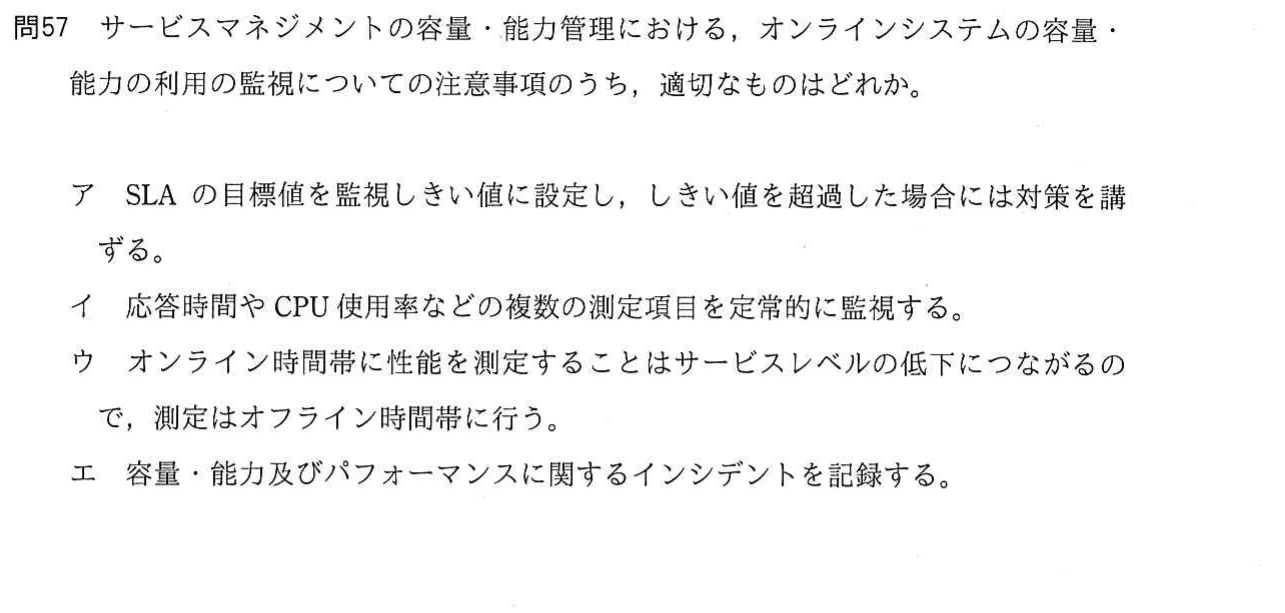 問57 サービスマネジメントの容量・能力管理における，オンラインシステムの容量・
能力の利用の監視についての注意事項のうち，適切なものはどれか。
ア SLA の目標値を監視しきい値に設定し，しきい値を超過した場合には対策を講
ずる。
イ 応答時間や CPU 使用率などの複数の測定項目を定常的に監視する。
ウ オンライン時間帯に性能を測定することはサービスレベルの低下につながるの
で，測定はオフライン時間帯に行う。
エ 容量・能力及びパフォーマンスに関するインシデントを記録する。